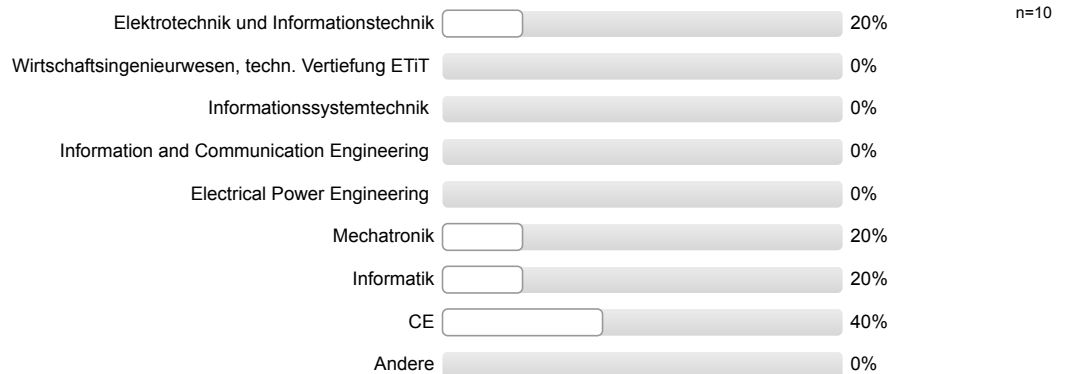 Elektrotechnik und Informationstechnik 20% n=10
Wirtschaftsingenieurwesen, techn. Vertiefung ETiT 0%
Informationssystemtechnik 0%
Information and Communication Engineering 0%
Electrical Power Engineering 0%
Mechatronik 20%
Informatik 20%
CE 40%
Andere 0%